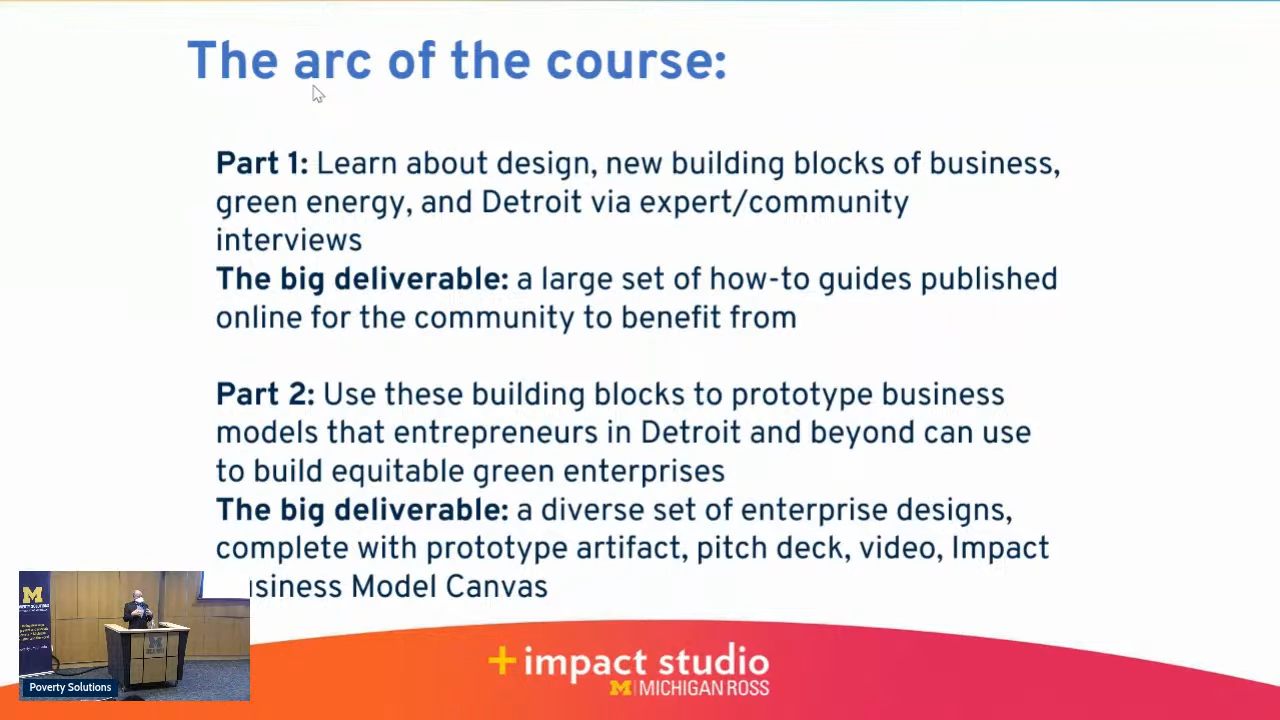 The arc of the course:
Part 1: Learn about design, new building blocks of business,
green energy, and Detroit via expert/community
interviews
The big deliverable: a large set of how-to guides published
online for the community to benefit from
Part 2: Use these building blocks to prototype business
models that entrepreneurs in Detroit and beyond can use
to build equitable green enterprises
The big deliverable: a diverse set of enterprise designs,
complete with prototype artifact, pitch deck, video, Impact
usiness Model Canvas
M
POVERTY SOLUTIONS
M
Poverty Solutions
+impact studio
M | MICHIGAN ROSS